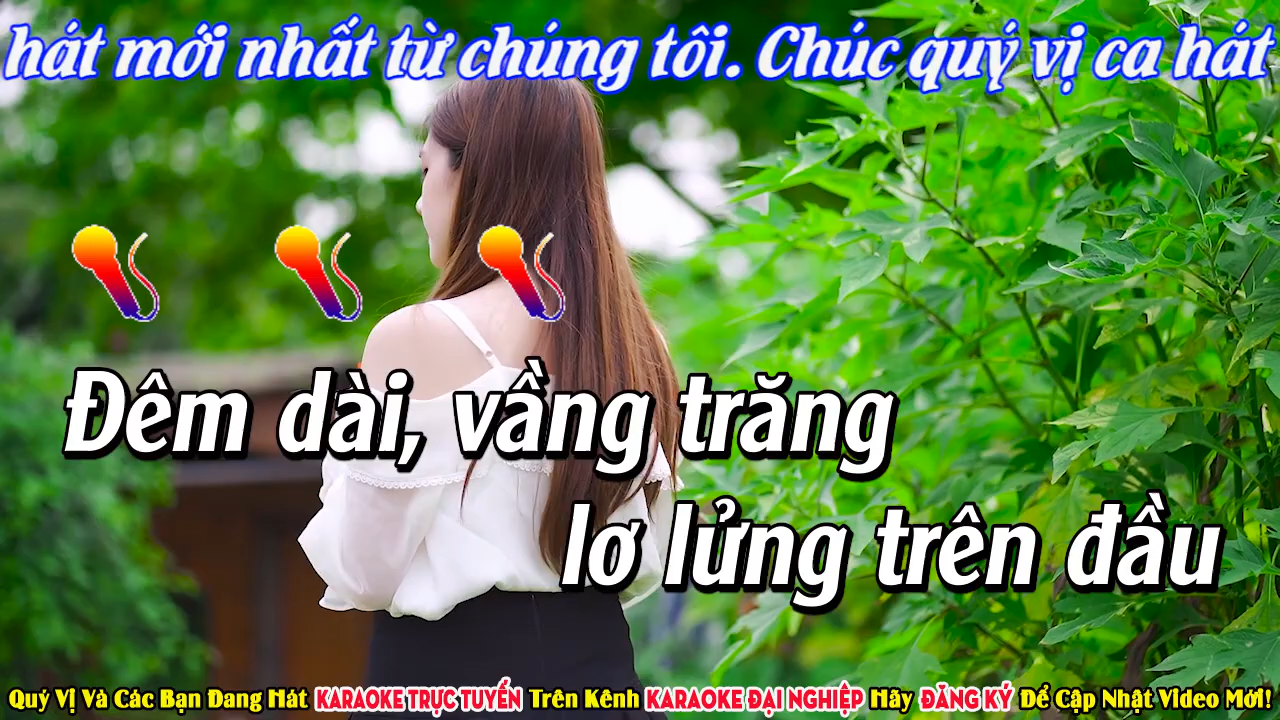 hát mới nhất từ chúng tôi. Chúc quý vị ca hát
Đêm dài, vầng trăng
lơ lửng trên đầu
Quý Vị Và Các Bạn Đang Hát KARAOKE TRỰC TUYẾN Trên Kênh KARAOKE ĐẠI NGHIỆP Hãy ĐĂNG KÝ Để Cập Nhật Video Mới!